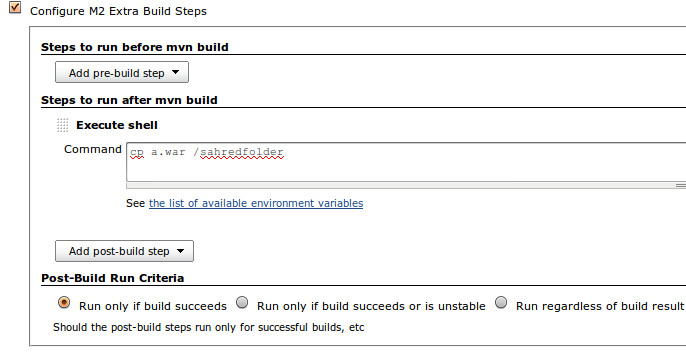 Configure M2 Extra Build Steps
Steps to run before mvn build
Add pre-build step
Steps to run after mvn build
Execute shell
Command cp a.war /sahredfolder
See the list of available environment variables
Add post-build step
Post-Build Run Criteria
Run only if build succeeds Run only if build succeeds or is unstable Run regardless of build result
Should the post-build steps run only for successful builds, etc